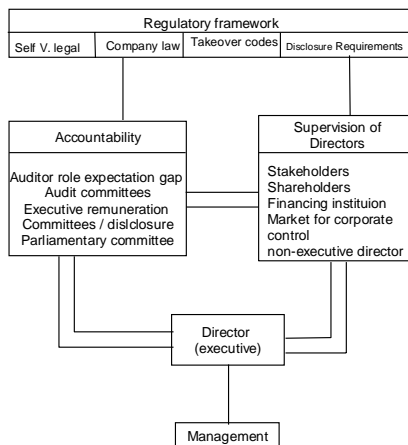 Regulatory framework
Self V. legal
Company law
Takeover codes
Disclosure Requirements
Accountability
Auditor role expectation gap
Audit committees
Executive remuneration
Committees / dislclosure
Parliamentary committee
Supervision of
Directors
Stakeholders
Shareholders
Financing instituion
Market for corporate
control
non-executive director
Director
(executive)
Management